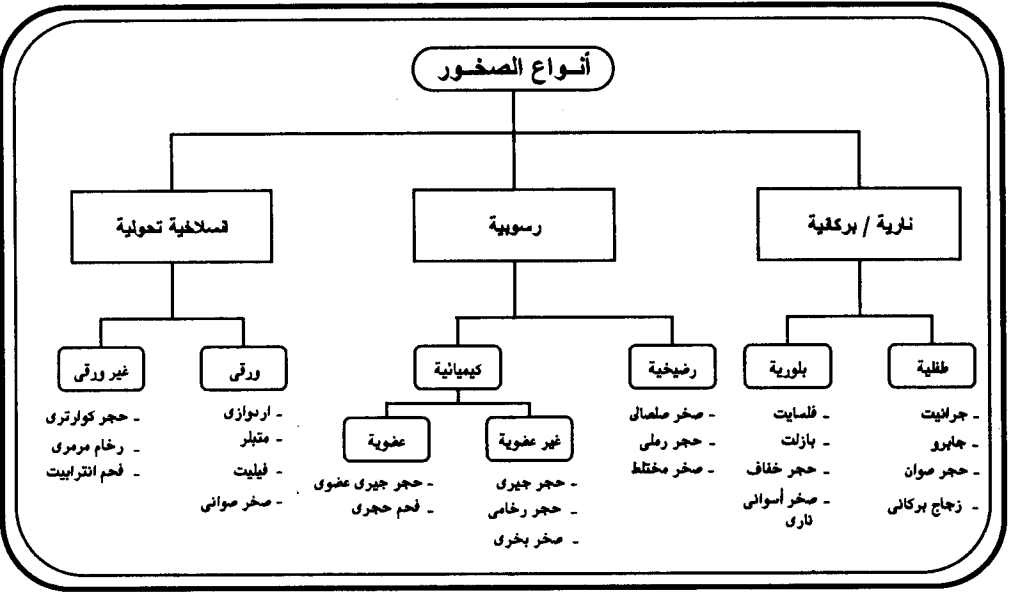 أنواع الصخور
نارية / بركانية
رسوبية
انسلاخية تحولية
طفلية
بلورية
رضيخية
كيميائية
ورقى
غير ورقى
غير عضوية
عضوية
- جرانيت
- جابرو
- حجر صوان
- زجاج بركانى
- فلسايت
- بازلت
- حجر خفاف
- صخر أسوانى
نارى
- صخر صلصالى
- حجر رملى
- صخر مختلط
- حجر جيرى
- حجر رخامى
- صخر بخرى
- حجر جيرى عضوى
- فحم حجرى
- اردوازى
- متبلر
- فيليت
- صخر صوانى
- حجر كوارترى
- رخام مرمرى
- فحم انترابيت